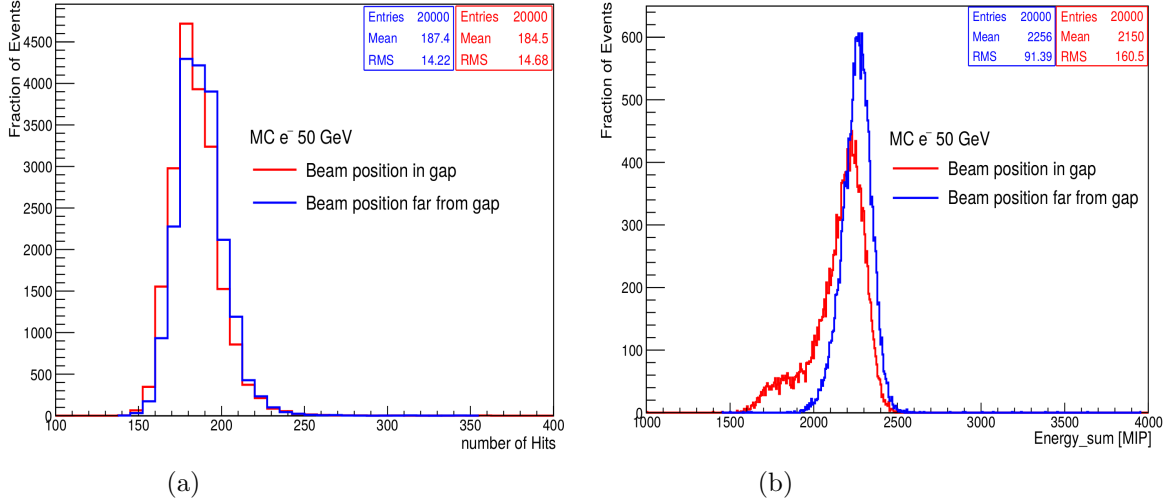 Fraction of Events
4500
4000
3500
3000
2500
2000
1500
1000
500
0
100 150 200 250 300 350 400
number of Hits
Entries 20000
Mean 187.4
RMS 14.22
Entries 20000
Mean 184.5
RMS 14.68
MC e⁻ 50 GeV
Beam position in gap
Beam position far from gap
(a)
Fraction of Events
600
500
400
300
200
100
0
1000 1500 2000 2500 3000 3500 4000
Energy_sum [MIP]
Entries 20000
Mean 2256
RMS 91.39
Entries 20000
Mean 2150
RMS 160.5
MC e⁻ 50 GeV
Beam position in gap
Beam position far from gap
(b)